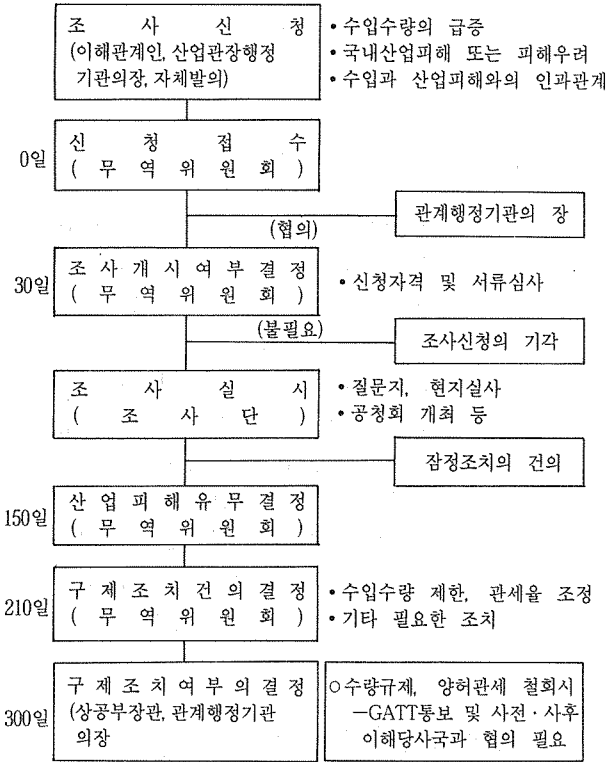 조 사 신 청
(이해관계인, 산업관장행정
기관의장, 자체발의)
• 수입수량의 급증
• 국내산업피해 또는 피해우려
• 수입과 산업피해와의 인과관계
0일
신 청 접 수
( 무 역 위 원 회 )
(협의)
관계행정기관의 장
30일
조 사 개 시 여 부 결 정
( 무 역 위 원 회 )
• 신청자격 및 서류심사
(불필요)
조사신청의 기각
조 사 실 시
( 조 사 단 )
• 질문지, 현지실사
• 공청회 개최 등
잠정조치의 건의
150일
산 업 피 해 유 무 결 정
( 무 역 위 원 회 )
210일
구 제 조 치 건 의 결 정
( 무 역 위 원 회 )
• 수입수량 제한, 관세율 조정
• 기타 필요한 조치
300일
구 제 조 치 여 부 의 결 정
(상공부장관, 관계행정기관
의장
○수량규제, 양허관세 철회시
—GATT통보 및 사전·사후
이해당사국과 협의 필요